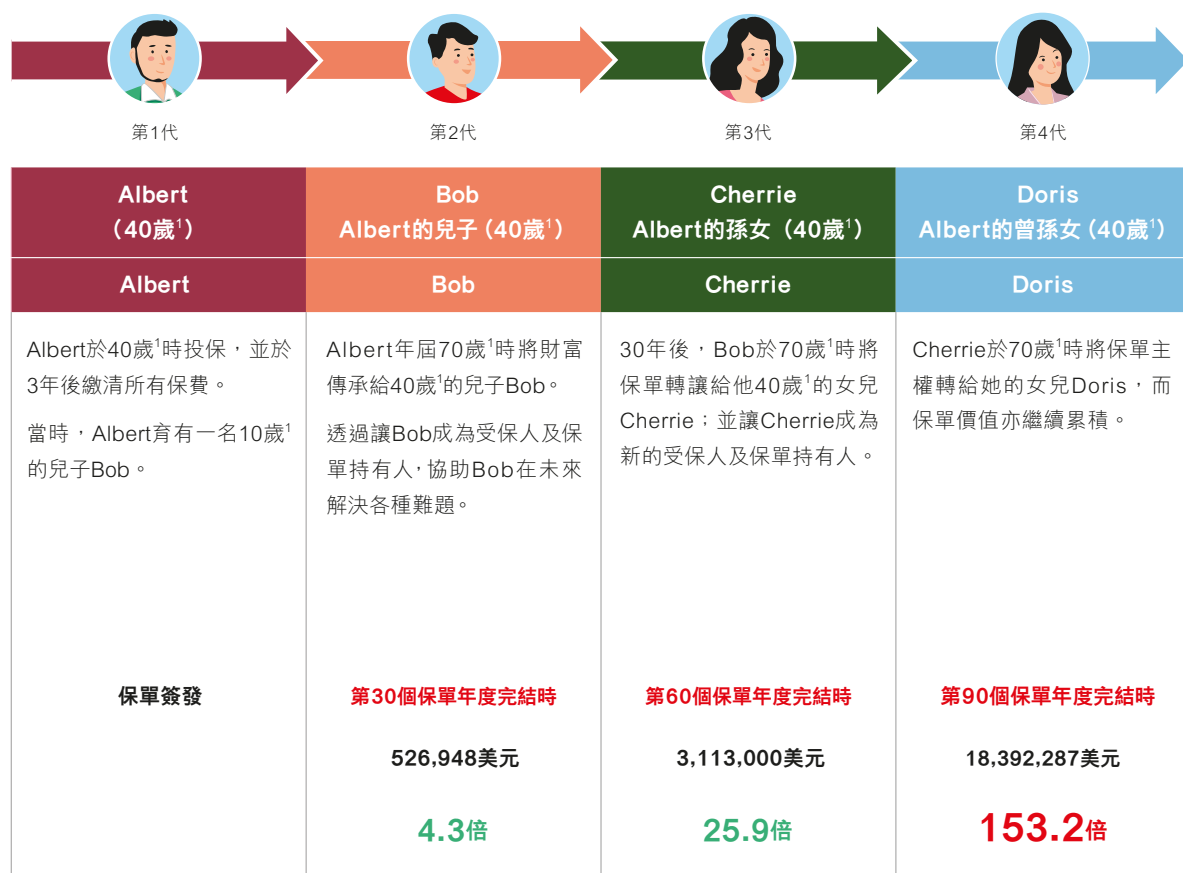 第1代
第2代
第3代
第4代
Albert
（40歲¹）
Bob
Albert的兒子（40歲¹）
Cherrie
Albert的孫女（40歲¹）
Doris
Albert的曾孫女（40歲¹）
Albert
Bob
Cherrie
Doris
Albert於40歲¹時投保，並於
3年後繳清所有保費。
當時，Albert育有一名10歲¹
的兒子Bob。
Albert年屆70歲¹時將財富
傳承給40歲¹的兒子Bob。
透過讓Bob成為受保人及保
單持有人，協助Bob在未來
解決各種難題。
30年後，Bob於70歲¹時將
保單轉讓給他40歲¹的女兒
Cherrie；並讓Cherrie成為
新的受保人及保單持有人。
Cherrie於70歲¹時將保單主
權轉給她的女兒Doris，而
保單價值亦繼續累積。
保單簽發
第30個保單年度完結時
526,948美元
4.3倍
第60個保單年度完結時
3,113,000美元
25.9倍
第90個保單年度完結時
18,392,287美元
153.2倍